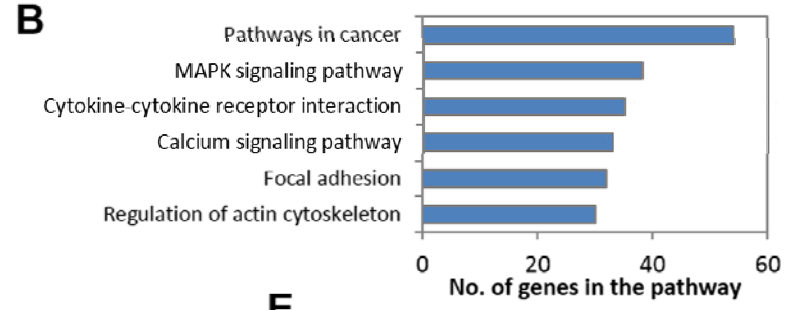 B
Pathways in cancer
MAPK signaling pathway
Cytokine-cytokine receptor interaction
Calcium signaling pathway
Focal adhesion
Regulation of actin cytoskeleton
0 20 40 60
No. of genes in the pathway